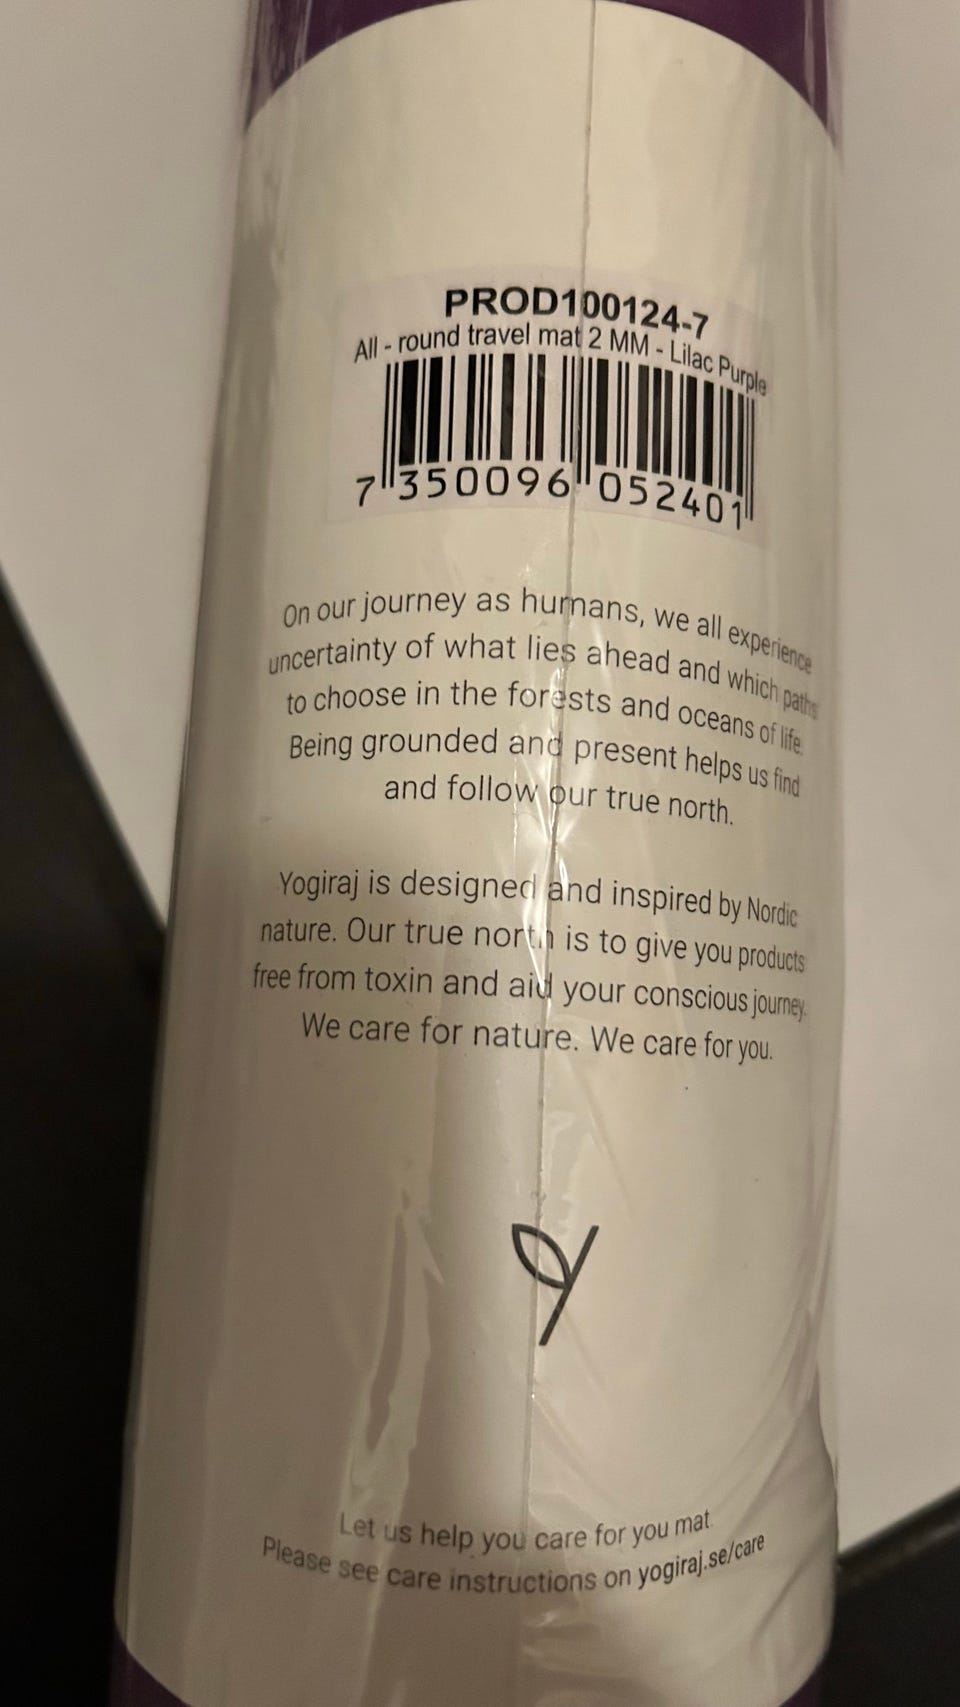 PROD100124-7
All - round travel mat 2 MM - Lilac Purple
7 350096 052401
On our journey as humans, we all experience
uncertainty of what lies ahead and which paths
to choose in the forests and oceans of life.
Being grounded and present helps us find
and follow our true north.
Yogiraj is designed and inspired by Nordic
nature. Our true north is to give you products
free from toxin and aid your conscious journey.
We care for nature. We care for you.
Let us help you care for you mat.
Please see care instructions on yogiraj.se/care